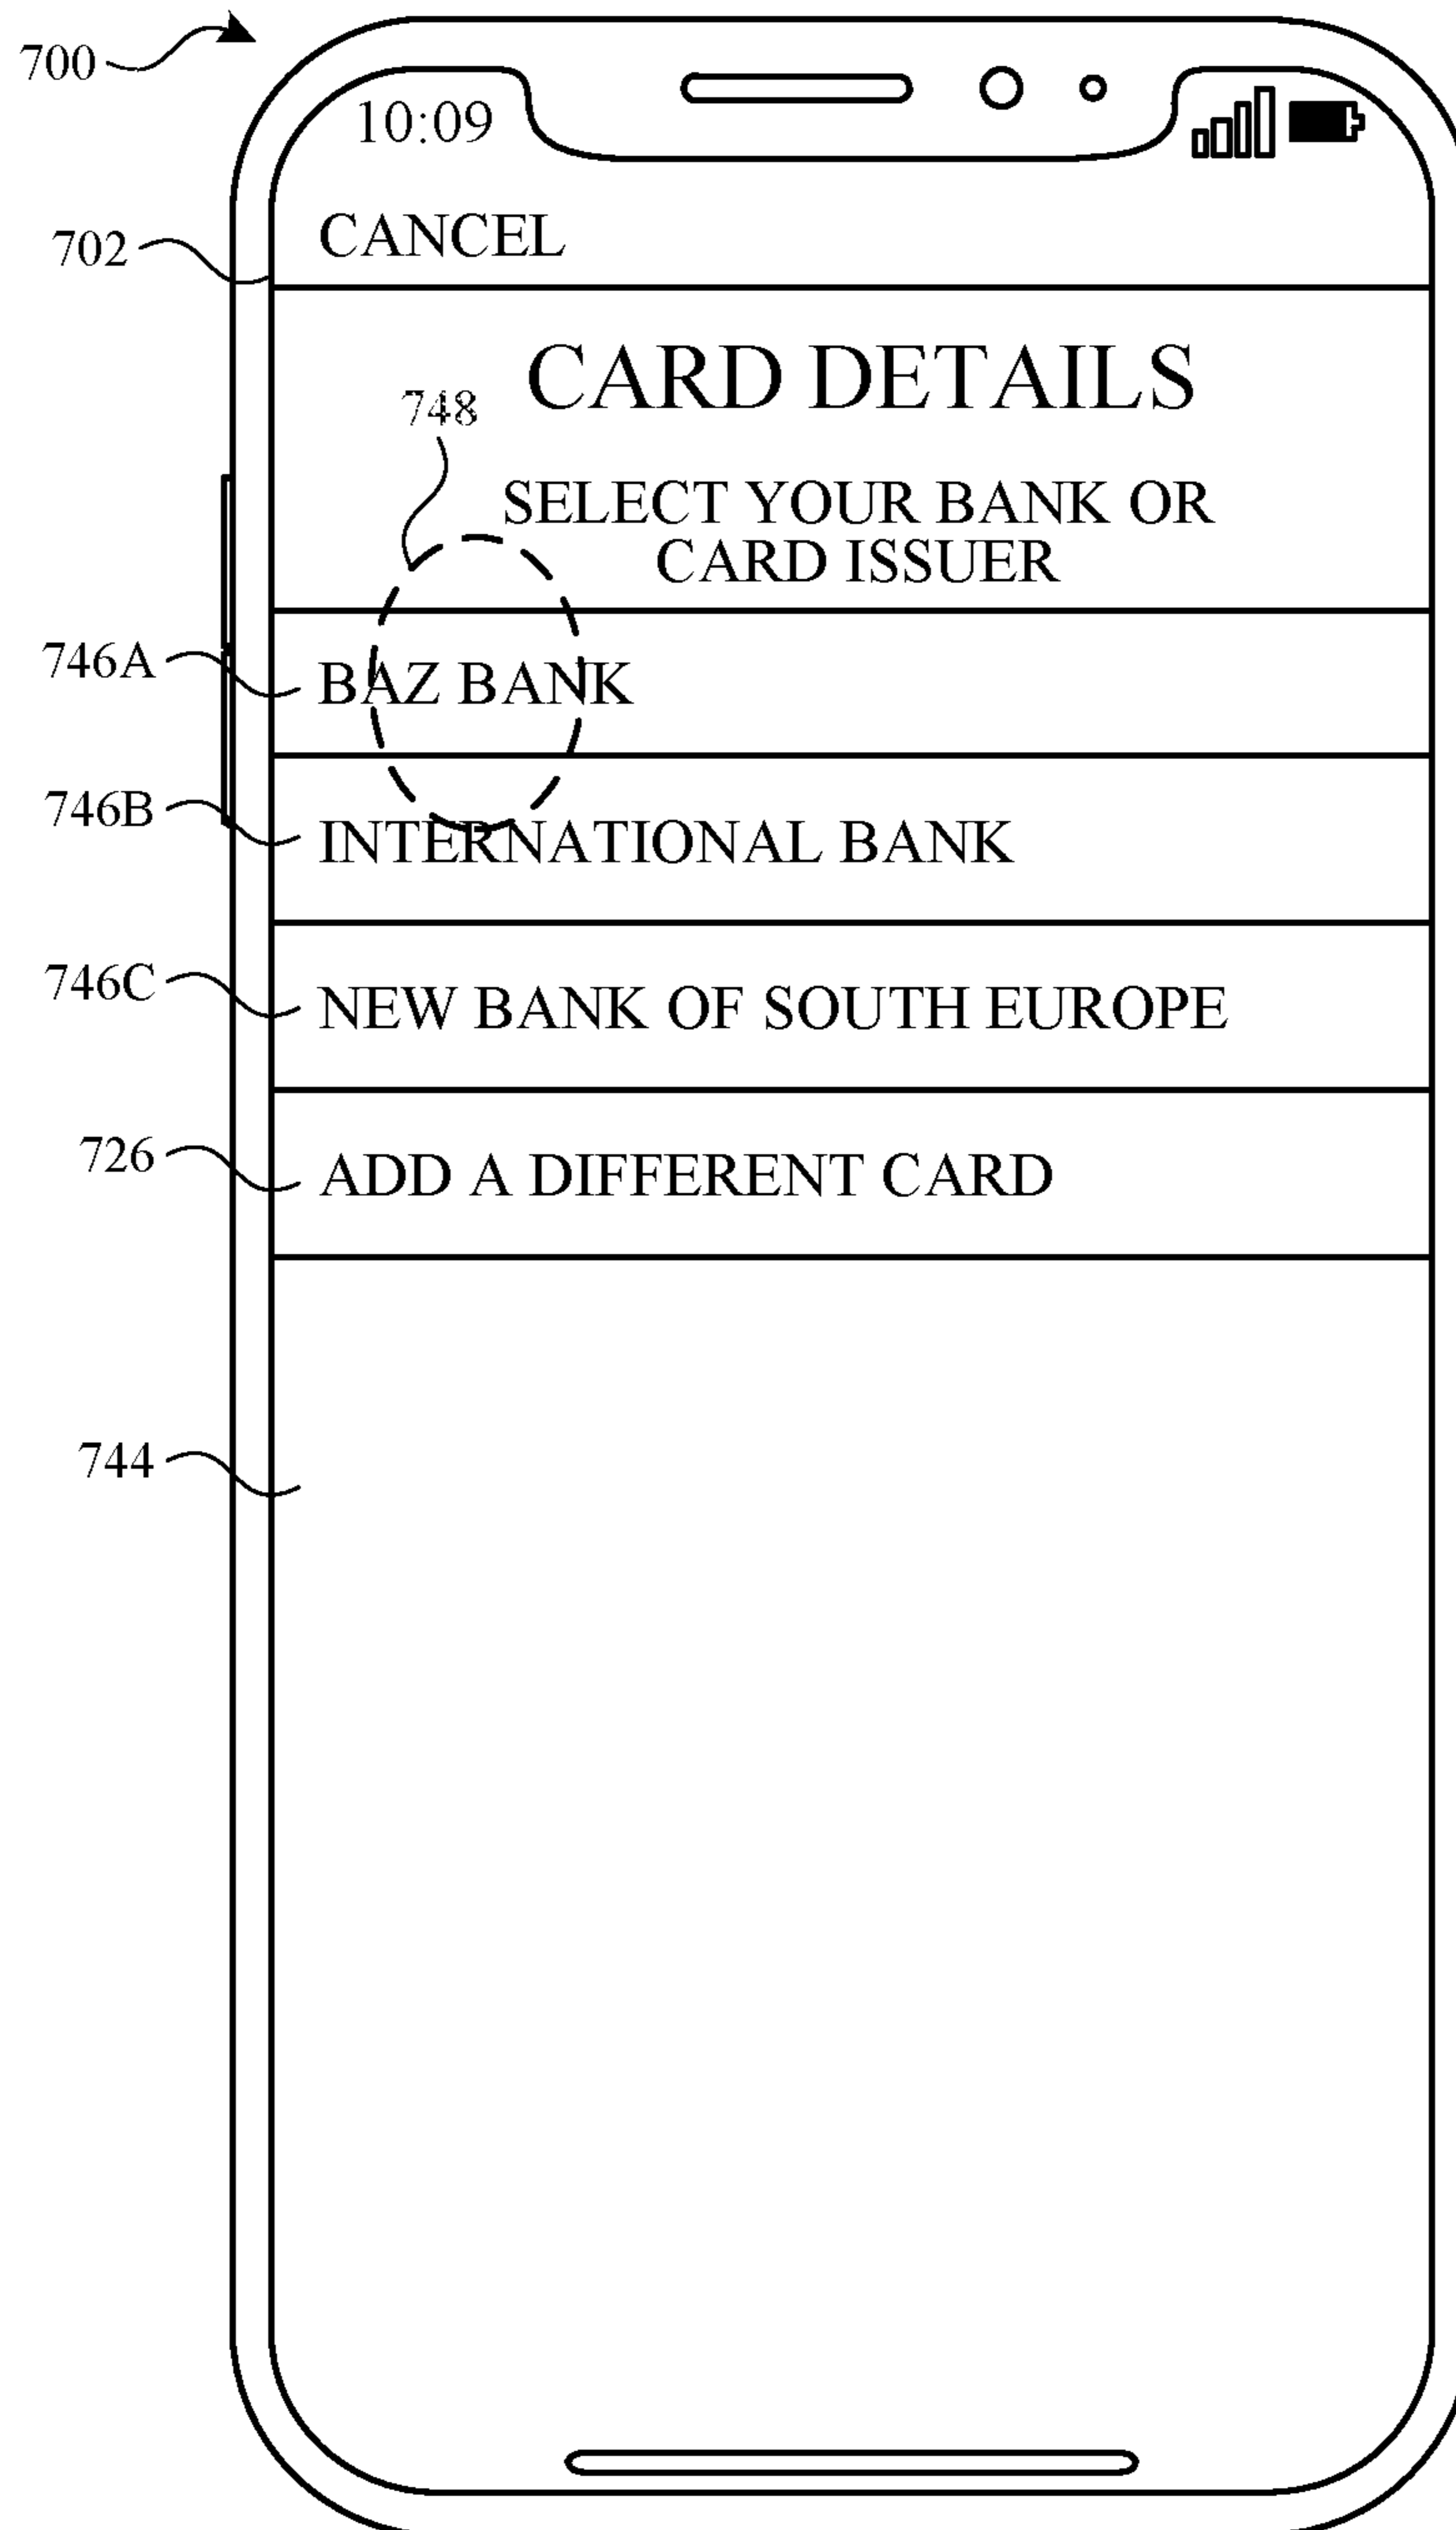 700
10:09
702
CANCEL
CARD DETAILS
748
SELECT YOUR BANK OR
CARD ISSUER
746A
BAZ BANK
746B
INTERNATIONAL BANK
746C
NEW BANK OF SOUTH EUROPE
726
ADD A DIFFERENT CARD
744